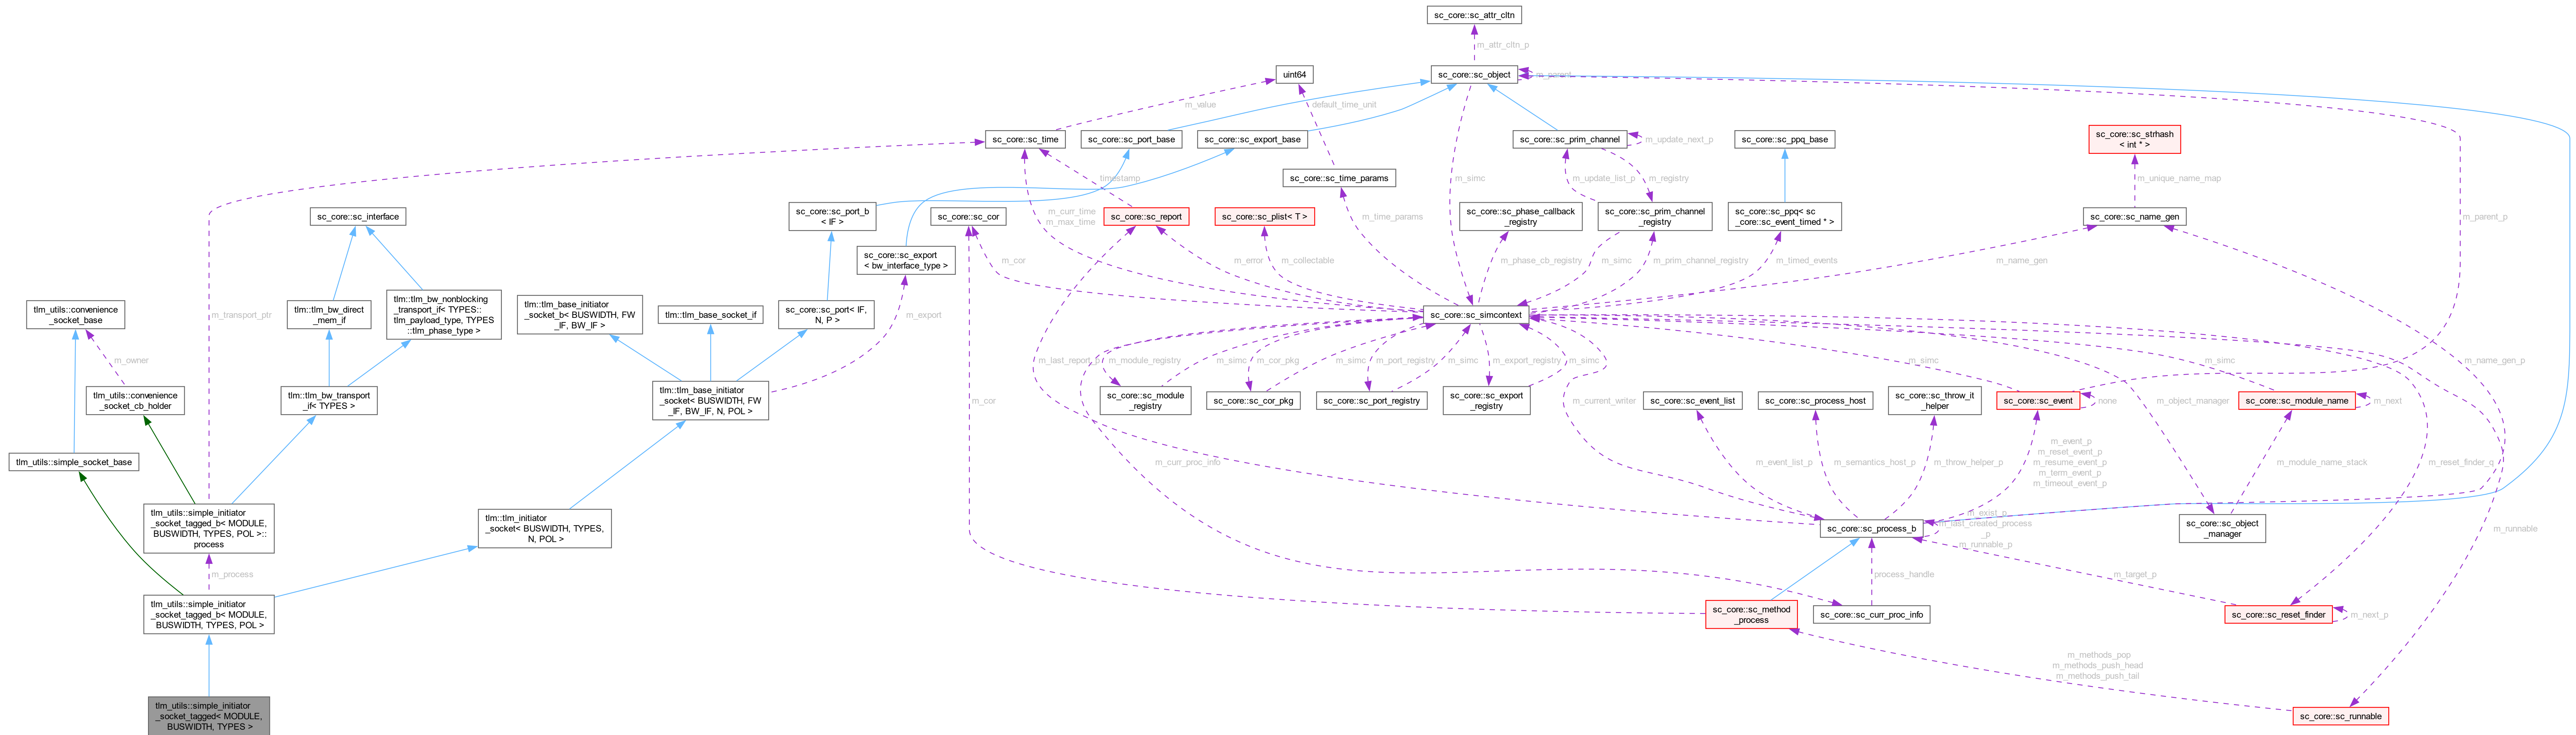 sc_core::sc_attr_cltn
m_attr_cltn_p
uint64
sc_core::sc_object
m_parent
m_value
default_time_unit
sc_core::sc_time
sc_core::sc_port_base
sc_core::sc_export_base
sc_core::sc_prim_channel
m_update_next_p
sc_core::sc_ppq_base
sc_core::sc_strhash
< int * >
timestamp
sc_core::sc_time_params
m_simc
m_update_list_p
m_registry
m_unique_name_map
sc_core::sc_interface
sc_core::sc_port_b
< IF >
sc_core::sc_cor
m_curr_time
m_max_time
sc_core::sc_report
sc_core::sc_plist< T >
m_time_params
sc_core::sc_phase_callback
_registry
sc_core::sc_prim_channel
_registry
sc_core::sc_ppq< sc
_core::sc_event_timed * >
sc_core::sc_name_gen
m_parent_p
sc_core::sc_export
< bw_interface_type >
m_cor
m_error
m_collectable
m_phase_cb_registry
m_simc
m_prim_channel_registry
m_timed_events
m_name_gen
tlm_utils::convenience
_socket_base
m_transport_ptr
tlm::tlm_bw_direct
_mem_if
tlm::tlm_bw_nonblocking
_transport_if< TYPES::
tlm_payload_type, TYPES
::tlm_phase_type >
tlm::tlm_base_initiator
_socket_b< BUSWIDTH, FW
_IF, BW_IF >
tlm::tlm_base_socket_if
sc_core::sc_port< IF,
N, P >
m_export
sc_core::sc_simcontext
m_owner
m_last_report_p
m_module_registry
m_simc
m_cor_pkg
m_simc
m_port_registry
m_simc
m_export_registry
m_simc
m_simc
m_simc
m_name_gen_p
tlm_utils::convenience
_socket_cb_holder
tlm::tlm_bw_transport
_if< TYPES >
tlm::tlm_base_initiator
_socket< BUSWIDTH, FW
_IF, BW_IF, N, POL >
m_cor
sc_core::sc_module
_registry
sc_core::sc_cor_pkg
sc_core::sc_port_registry
sc_core::sc_export
_registry
m_current_writer
sc_core::sc_event_list
sc_core::sc_process_host
sc_core::sc_throw_it
_helper
sc_core::sc_event
none
m_object_manager
sc_core::sc_module_name
m_next
tlm_utils::simple_socket_base
m_curr_proc_info
m_event_list_p
m_semantics_host_p
m_throw_helper_p
m_event_p
m_reset_event_p
m_resume_event_p
m_term_event_p
m_timeout_event_p
m_module_name_stack
m_reset_finder_q
tlm_utils::simple_initiator
_socket_tagged_b< MODULE,
BUSWIDTH, TYPES, POL >::
process
tlm::tlm_initiator
_socket< BUSWIDTH, TYPES,
N, POL >
sc_core::sc_process_b
m_exist_p
m_last_created_process
_p
m_runnable_p
sc_core::sc_object
_manager
m_runnable
m_process
process_handle
m_target_p
tlm_utils::simple_initiator
_socket_tagged_b< MODULE,
BUSWIDTH, TYPES, POL >
sc_core::sc_method
_process
sc_core::sc_curr_proc_info
sc_core::sc_reset_finder
m_next_p
m_methods_pop
m_methods_push_head
m_methods_push_tail
tlm_utils::simple_initiator
_socket_tagged< MODULE,
BUSWIDTH, TYPES >
sc_core::sc_runnable